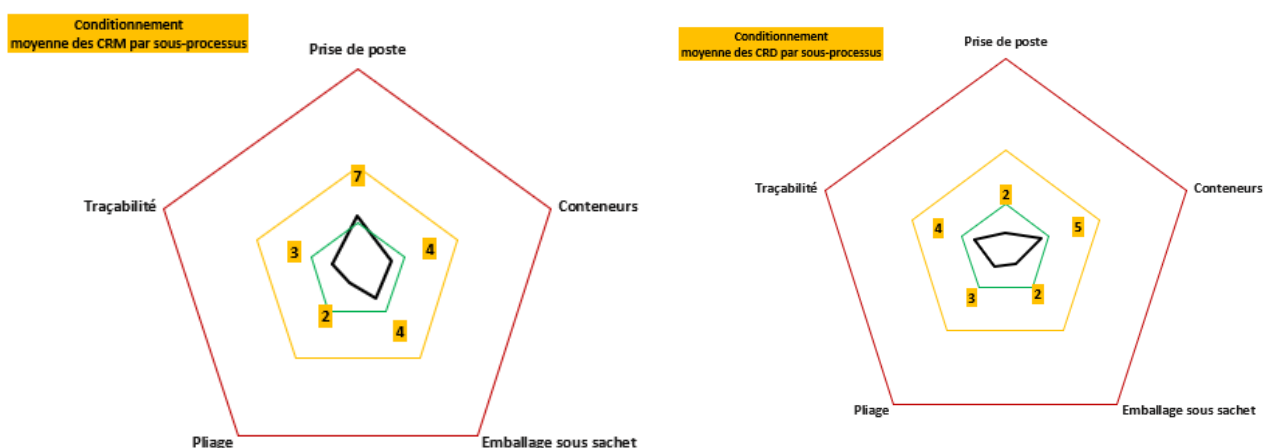 Conditionnement
moyenne des CRM par sous-processus
Prise de poste
7
Traçabilité
Conteneurs
3
4
2
4
Pliage
Emballage sous sachet
Conditionnement
moyenne des CRD par sous-processus
Prise de poste
2
Traçabilité
Conteneurs
4
5
3
2
Pliage
Emballage sous sachet